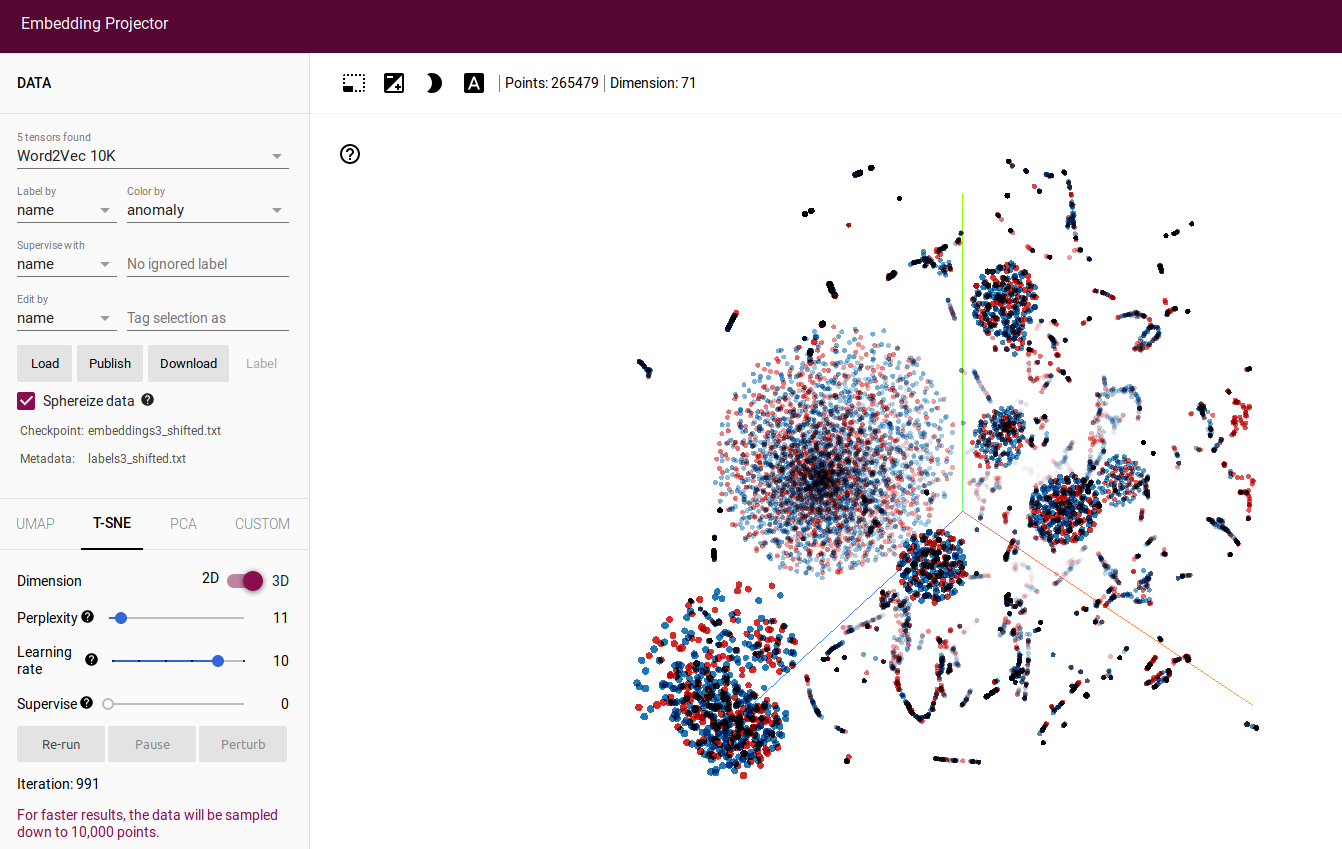 Embedding Projector
DATA
A
Points: 265479 | Dimension: 71
5 tensors found
Word2Vec 10K
Label by
Color by
name
anomaly
Supervise with
name
No ignored label
Edit by
name
Tag selection as
Load
Publish
Download
Label
Sphereize data ?
Checkpoint: embeddings3_shifted.txt
Metadata: labels3_shifted.txt
UMAP
T-SNE
PCA
CUSTOM
Dimension 2D 3D
Perplexity ? 11
Learning
rate ? 10
Supervise ? 0
Re-run
Pause
Perturb
Iteration: 991
For faster results, the data will be sampled
down to 10,000 points.
?